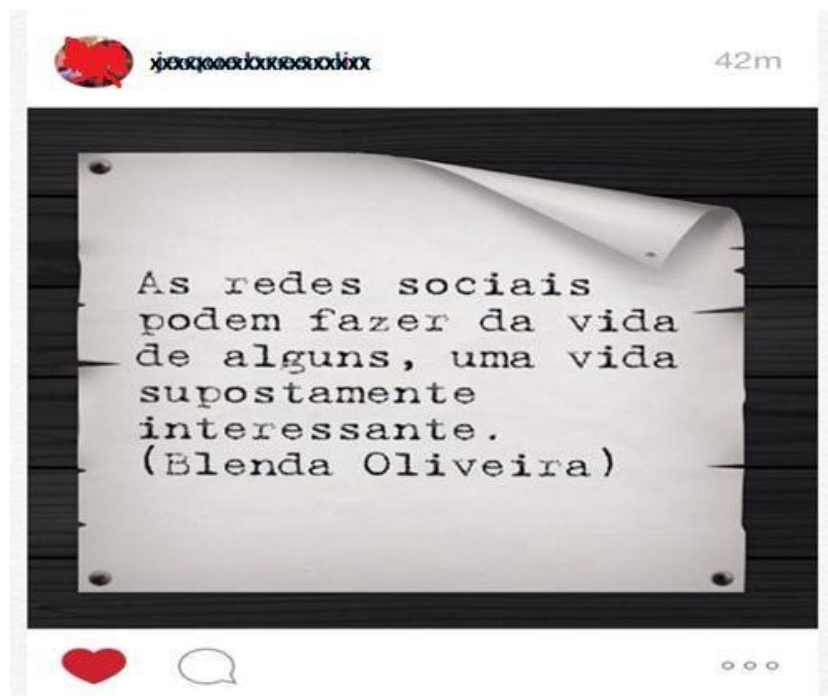 42m
As redes sociais
podem fazer da vida
de alguns, uma vida
supostamente
interessante.
(Blenda Oliveira)